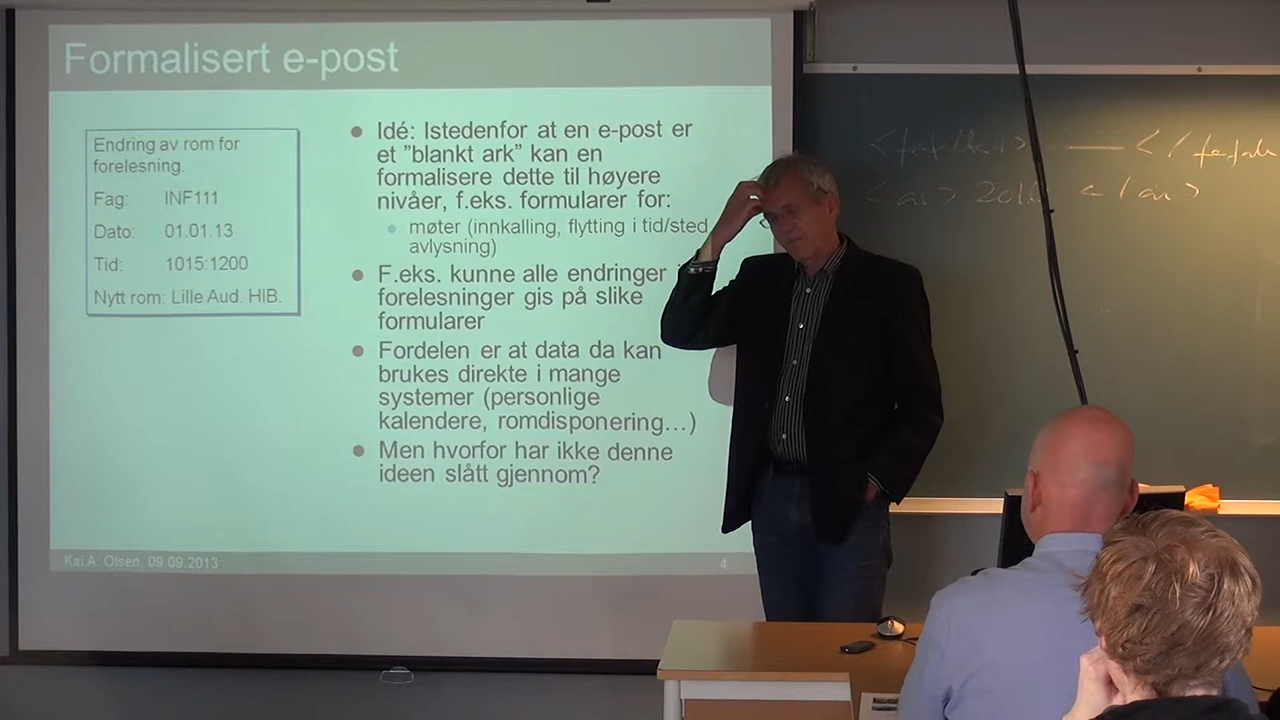 Formalisert e-post
Endring av rom for
forelesning.
Fag: INF111
Dato: 01.01.13
Tid: 1015:1200
Nytt rom: Lille Aud. HIB.
Idé: Istedenfor at en e-post er
et ”blankt ark” kan en
formalisere dette til høyere
nivåer, f.eks. formularer for:
møter (innkalling, flytting i tid/sted
avlysning)
F.eks. kunne alle endringer
forelesninger gis på slike
formularer
Fordelen er at data da kan
brukes direkte i mange
systemer (personlige
kalendere, romdisponering…)
Men hvorfor har ikke denne
ideen slått gjennom?
Kai A. Olsen, 09.09.2013
4